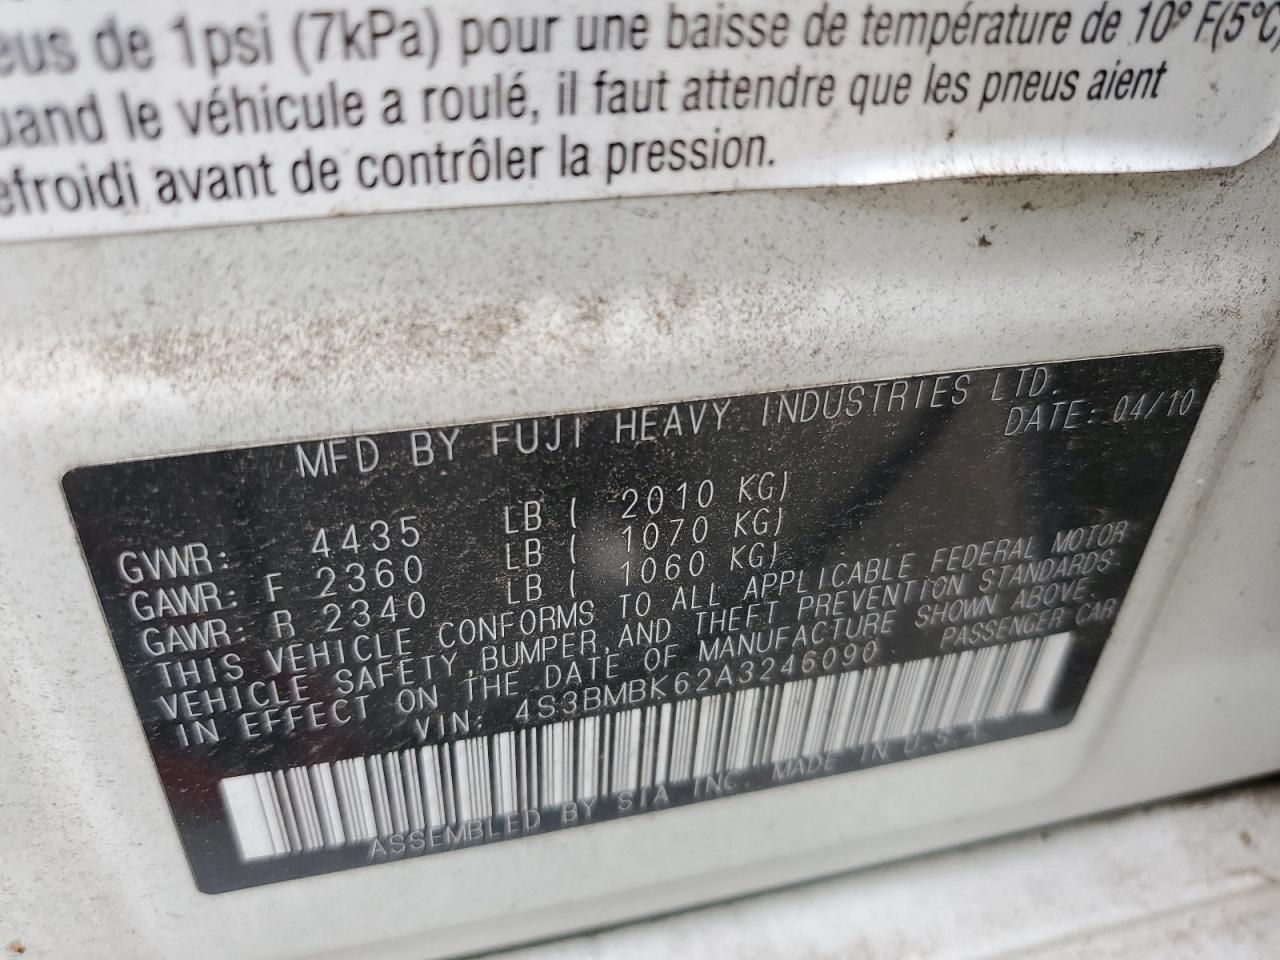 eus de 1psi (7kPa) pour une baisse de température de 10° F(5°C)
uand le véhicule a roulé, il faut attendre que les pneus aient
efroidi avant de contrôler la pression.
MFD BY FUJI HEAVY INDUSTRIES LTD.
DATE: 04/10
GVWR: 4435 LB ( 2010 KG)
GAWR: F 2360 LB ( 1070 KG)
GAWR: R 2340 LB ( 1060 KG)
THIS VEHICLE CONFORMS TO ALL APPLICABLE FEDERAL MOTOR
VEHICLE SAFETY, BUMPER, AND THEFT PREVENTION STANDARDS
IN EFFECT ON THE DATE OF MANUFACTURE SHOWN ABOVE.
VIN: 4S3BMBK62A3246090 PASSENGER CAR
ASSEMBLED BY SIA INC. MADE IN U.S.A.